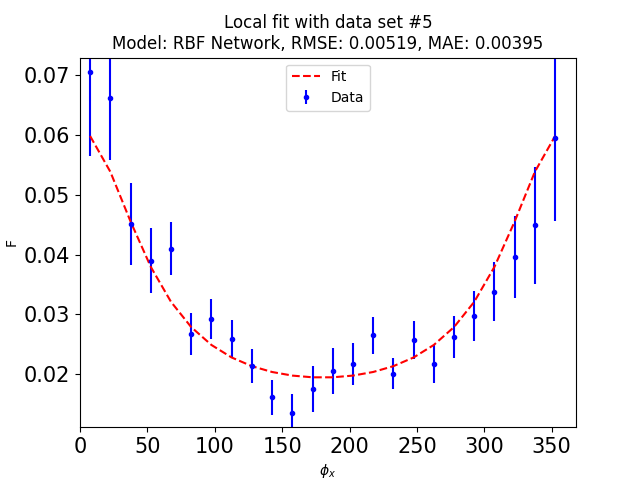 Local fit with data set #5
Model: RBF Network, RMSE: 0.00519, MAE: 0.00395
Fit
Data
0.07
0.06
0.05
0.04
0.03
0.02
F
0 50 100 150 200 250 300 350
ϕx